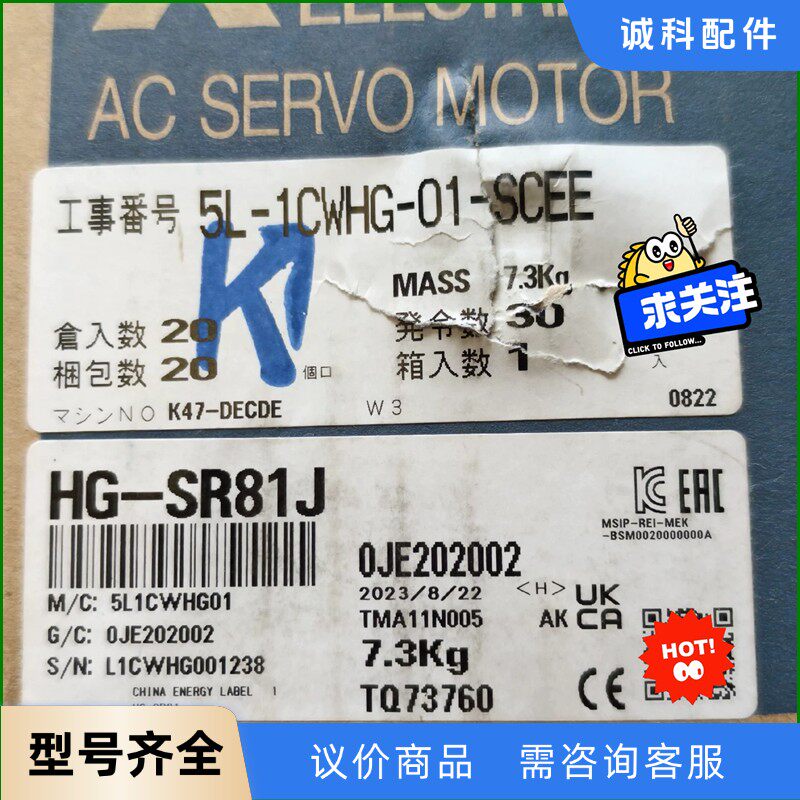 诚科配件
AC SERVO MOTOR
工事番号 5L-1CWHG-01-SCEE
K
MASS 7.3Kg
倉入数 20 発令数 30
梱包数 20 個口 箱入数 1 入
マシンNO K47-DECDE W3 0822
求关注
CLICK TO FOLLOW...
HG-SR81J
EAC
MSIP-REI-MEK
-BSM0020000000A
0JE202002
2023/8/22 <H>
M/C: 5L1CWHG01
TMA11N005 AK UKCA
G/C: 0JE202002
7.3Kg
S/N: L1CWHG001238
CHINA ENERGY LABEL 1
TQ73760
CE
HOT!
型号齐全
议价商品 需咨询客服